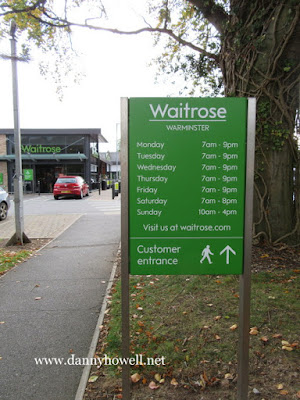 Waitrose
Waitrose
WARMINSTER
Monday 7am - 9pm
Tuesday 7am - 9pm
Wednesday 7am - 9pm
Thursday 7am - 9pm
Friday 7am - 9pm
Saturday 7am - 8pm
Sunday 10am - 4pm
Visit us at waitrose.com
Customer
entrance
www.dannyhowell.net